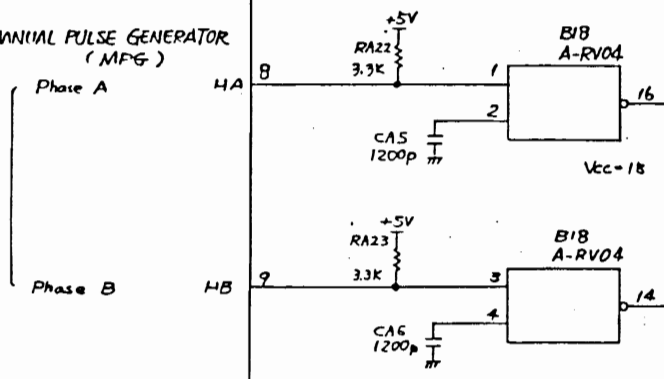 MANUAL PULSE GENERATOR
(MPG)
Phase A HA 8
+5V
RA22
3.3K
1
2
CA5
1200p
B18
A-RV04
16
Vcc-18
Phase B HB 9
+5V
RA23
3.3K
3
4
CA6
1200p
B18
A-RV04
14